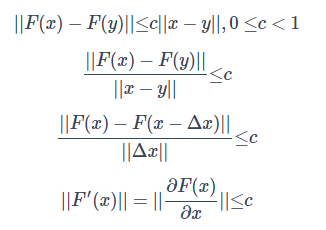 ||F(x) − F(y)||≤c||x − y||, 0 ≤c < 1
||F(x) − F(y)|| / ||x − y|| ≤c
||F(x) − F(x − Δx)|| / ||Δx|| ≤c
||F′(x)|| = ||∂F(x) / ∂x||≤c